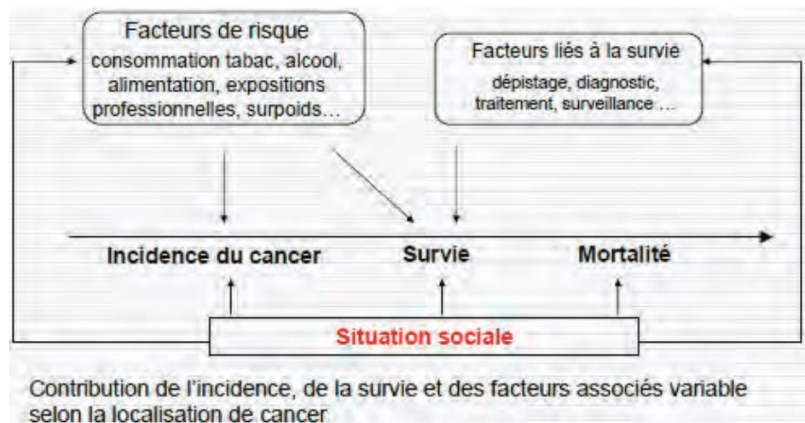 Facteurs de risque
consommation tabac, alcool,
alimentation, expositions
professionnelles, surpoids…
Facteurs liés à la survie
dépistage, diagnostic,
traitement, surveillance …
Incidence du cancer
Survie
Mortalité
Situation sociale
Contribution de l'incidence, de la survie et des facteurs associés variable
selon la localisation de cancer